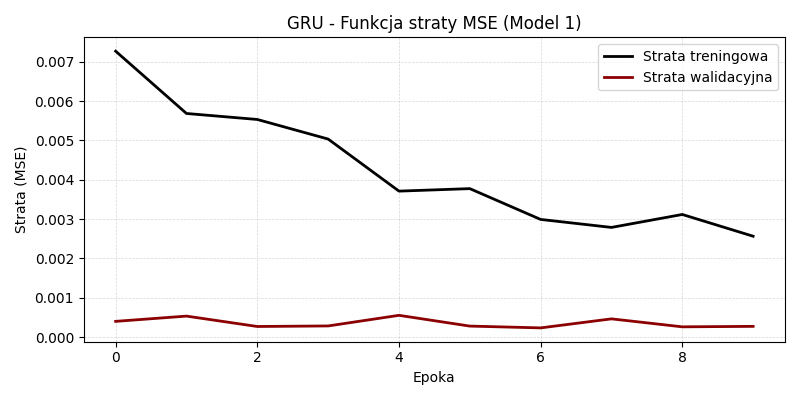 GRU - Funkcja straty MSE (Model 1)
Strata treningowa
Strata walidacyjna
Strata (MSE)
0.007
0.006
0.005
0.004
0.003
0.002
0.001
0.000
0 2 4 6 8
Epoka